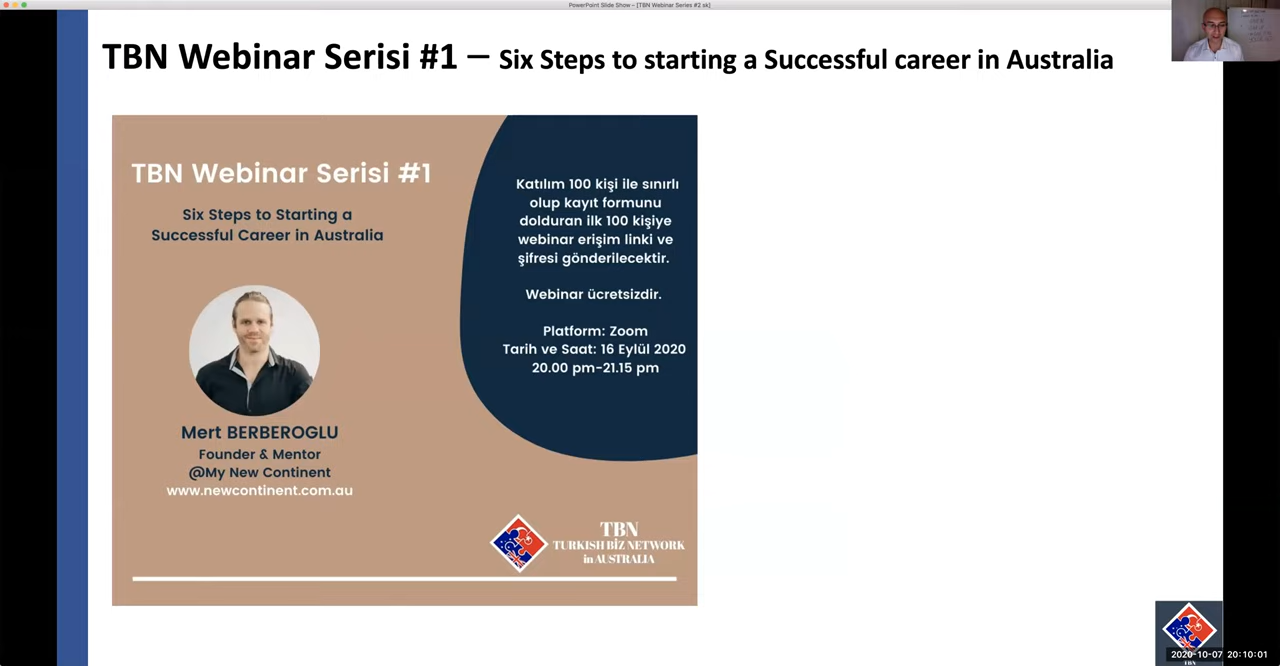 PowerPoint Slide Show - [TBN Webinar Series #2.sk]
TBN Webinar Serisi #1 – Six Steps to starting a Successful career in Australia
TBN Webinar Serisi #1
Six Steps to Starting a
Successful Career in Australia
Mert BERBEROGLU
Founder & Mentor
@My New Continent
www.newcontinent.com.au
Katılım 100 kişi ile sınırlı
olup kayıt formunu
dolduran ilk 100 kişiye
webinar erişim linki ve
şifresi gönderilecektir.
Webinar ücretsizdir.
Platform: Zoom
Tarih ve Saat: 16 Eylül 2020
20.00 pm-21.15 pm
TBN
TURKISH BİZ NETWORK
in AUSTRALIA
TBN
2020-10-07 20:10:01